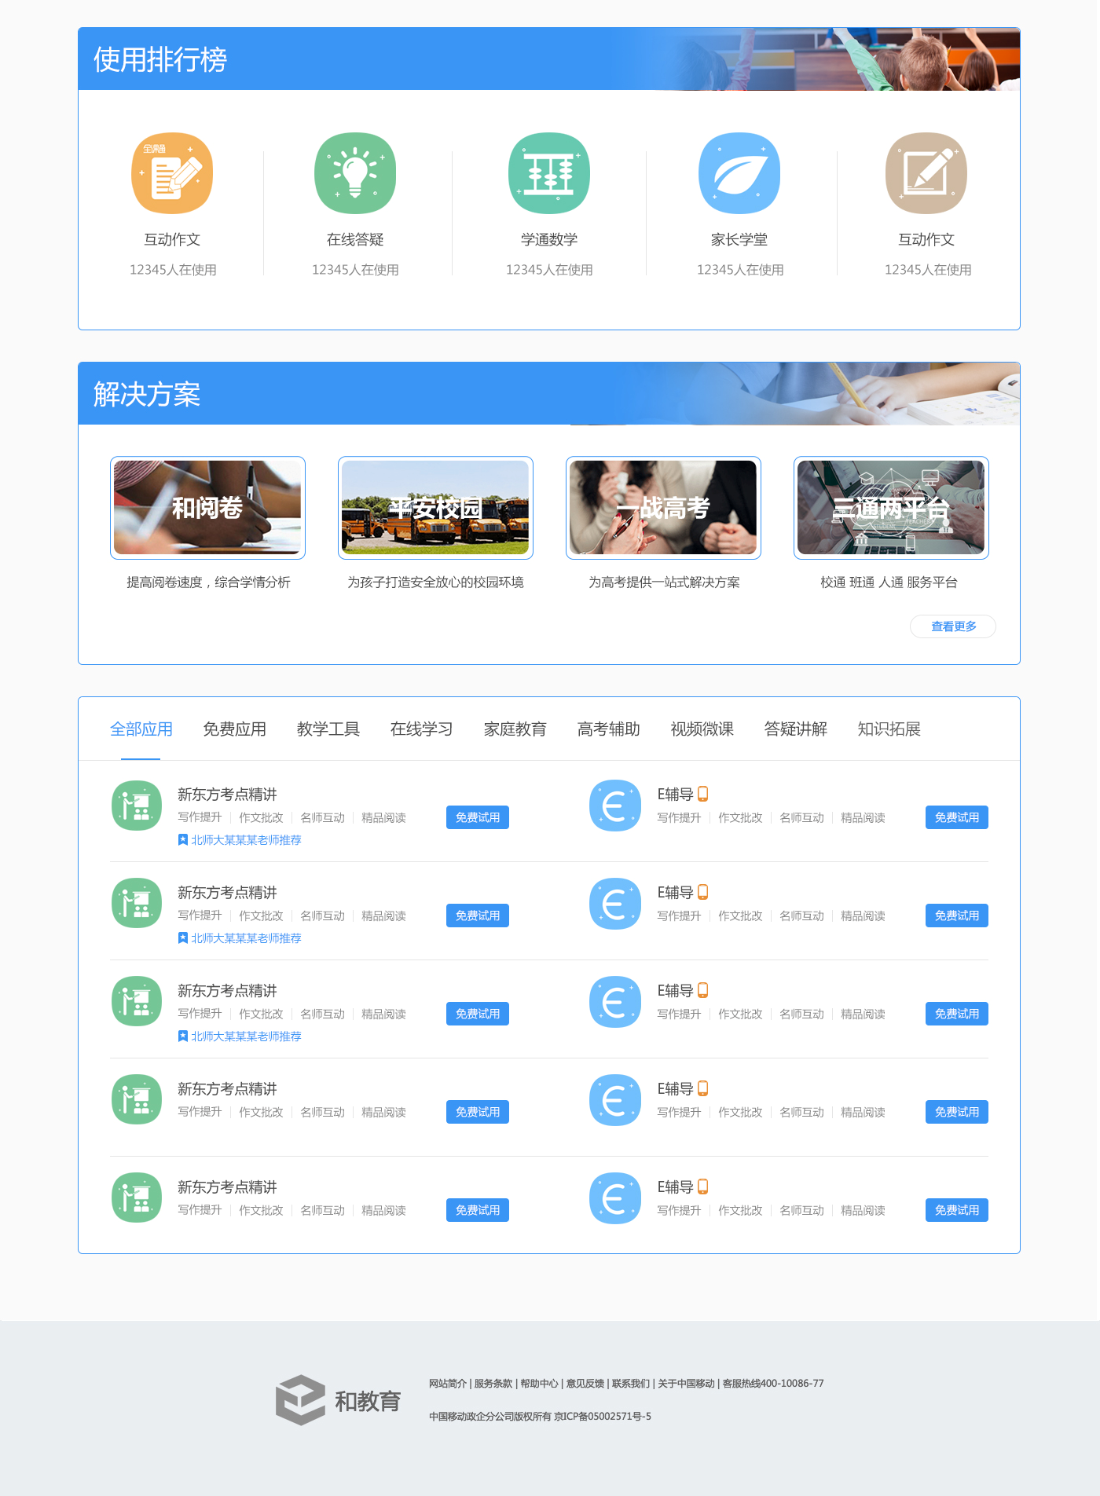 使用排行榜
全真卷
互动作文 在线答疑 学通数学 家长学堂 互动作文
12345人在使用 12345人在使用 12345人在使用 12345人在使用 12345人在使用
解决方案
和阅卷 平安校园 一战高考 三通两平台
提高阅卷速度，综合学情分析 为孩子打造安全放心的校园环境 为高考提供一站式解决方案 校通 班通 人通 服务平台
查看更多
全部应用 免费应用 教学工具 在线学习 家庭教育 高考辅助 视频微课 答疑讲解 知识拓展
新东方考点精讲 E辅导
写作提升 | 作文批改 | 名师互动 | 精品阅读 免费试用 写作提升 | 作文批改 | 名师互动 | 精品阅读 免费试用
北师大某某某老师推荐
新东方考点精讲 E辅导
写作提升 | 作文批改 | 名师互动 | 精品阅读 免费试用 写作提升 | 作文批改 | 名师互动 | 精品阅读 免费试用
北师大某某某老师推荐
新东方考点精讲 E辅导
写作提升 | 作文批改 | 名师互动 | 精品阅读 免费试用 写作提升 | 作文批改 | 名师互动 | 精品阅读 免费试用
北师大某某某老师推荐
新东方考点精讲 E辅导
写作提升 | 作文批改 | 名师互动 | 精品阅读 免费试用 写作提升 | 作文批改 | 名师互动 | 精品阅读 免费试用
新东方考点精讲 E辅导
写作提升 | 作文批改 | 名师互动 | 精品阅读 免费试用 写作提升 | 作文批改 | 名师互动 | 精品阅读 免费试用
和教育
网站简介 | 服务条款 | 帮助中心 | 意见反馈 | 联系我们 | 关于中国移动 | 客服热线400-10086-77
中国移动政企分公司版权所有 京ICP备05002571号-5